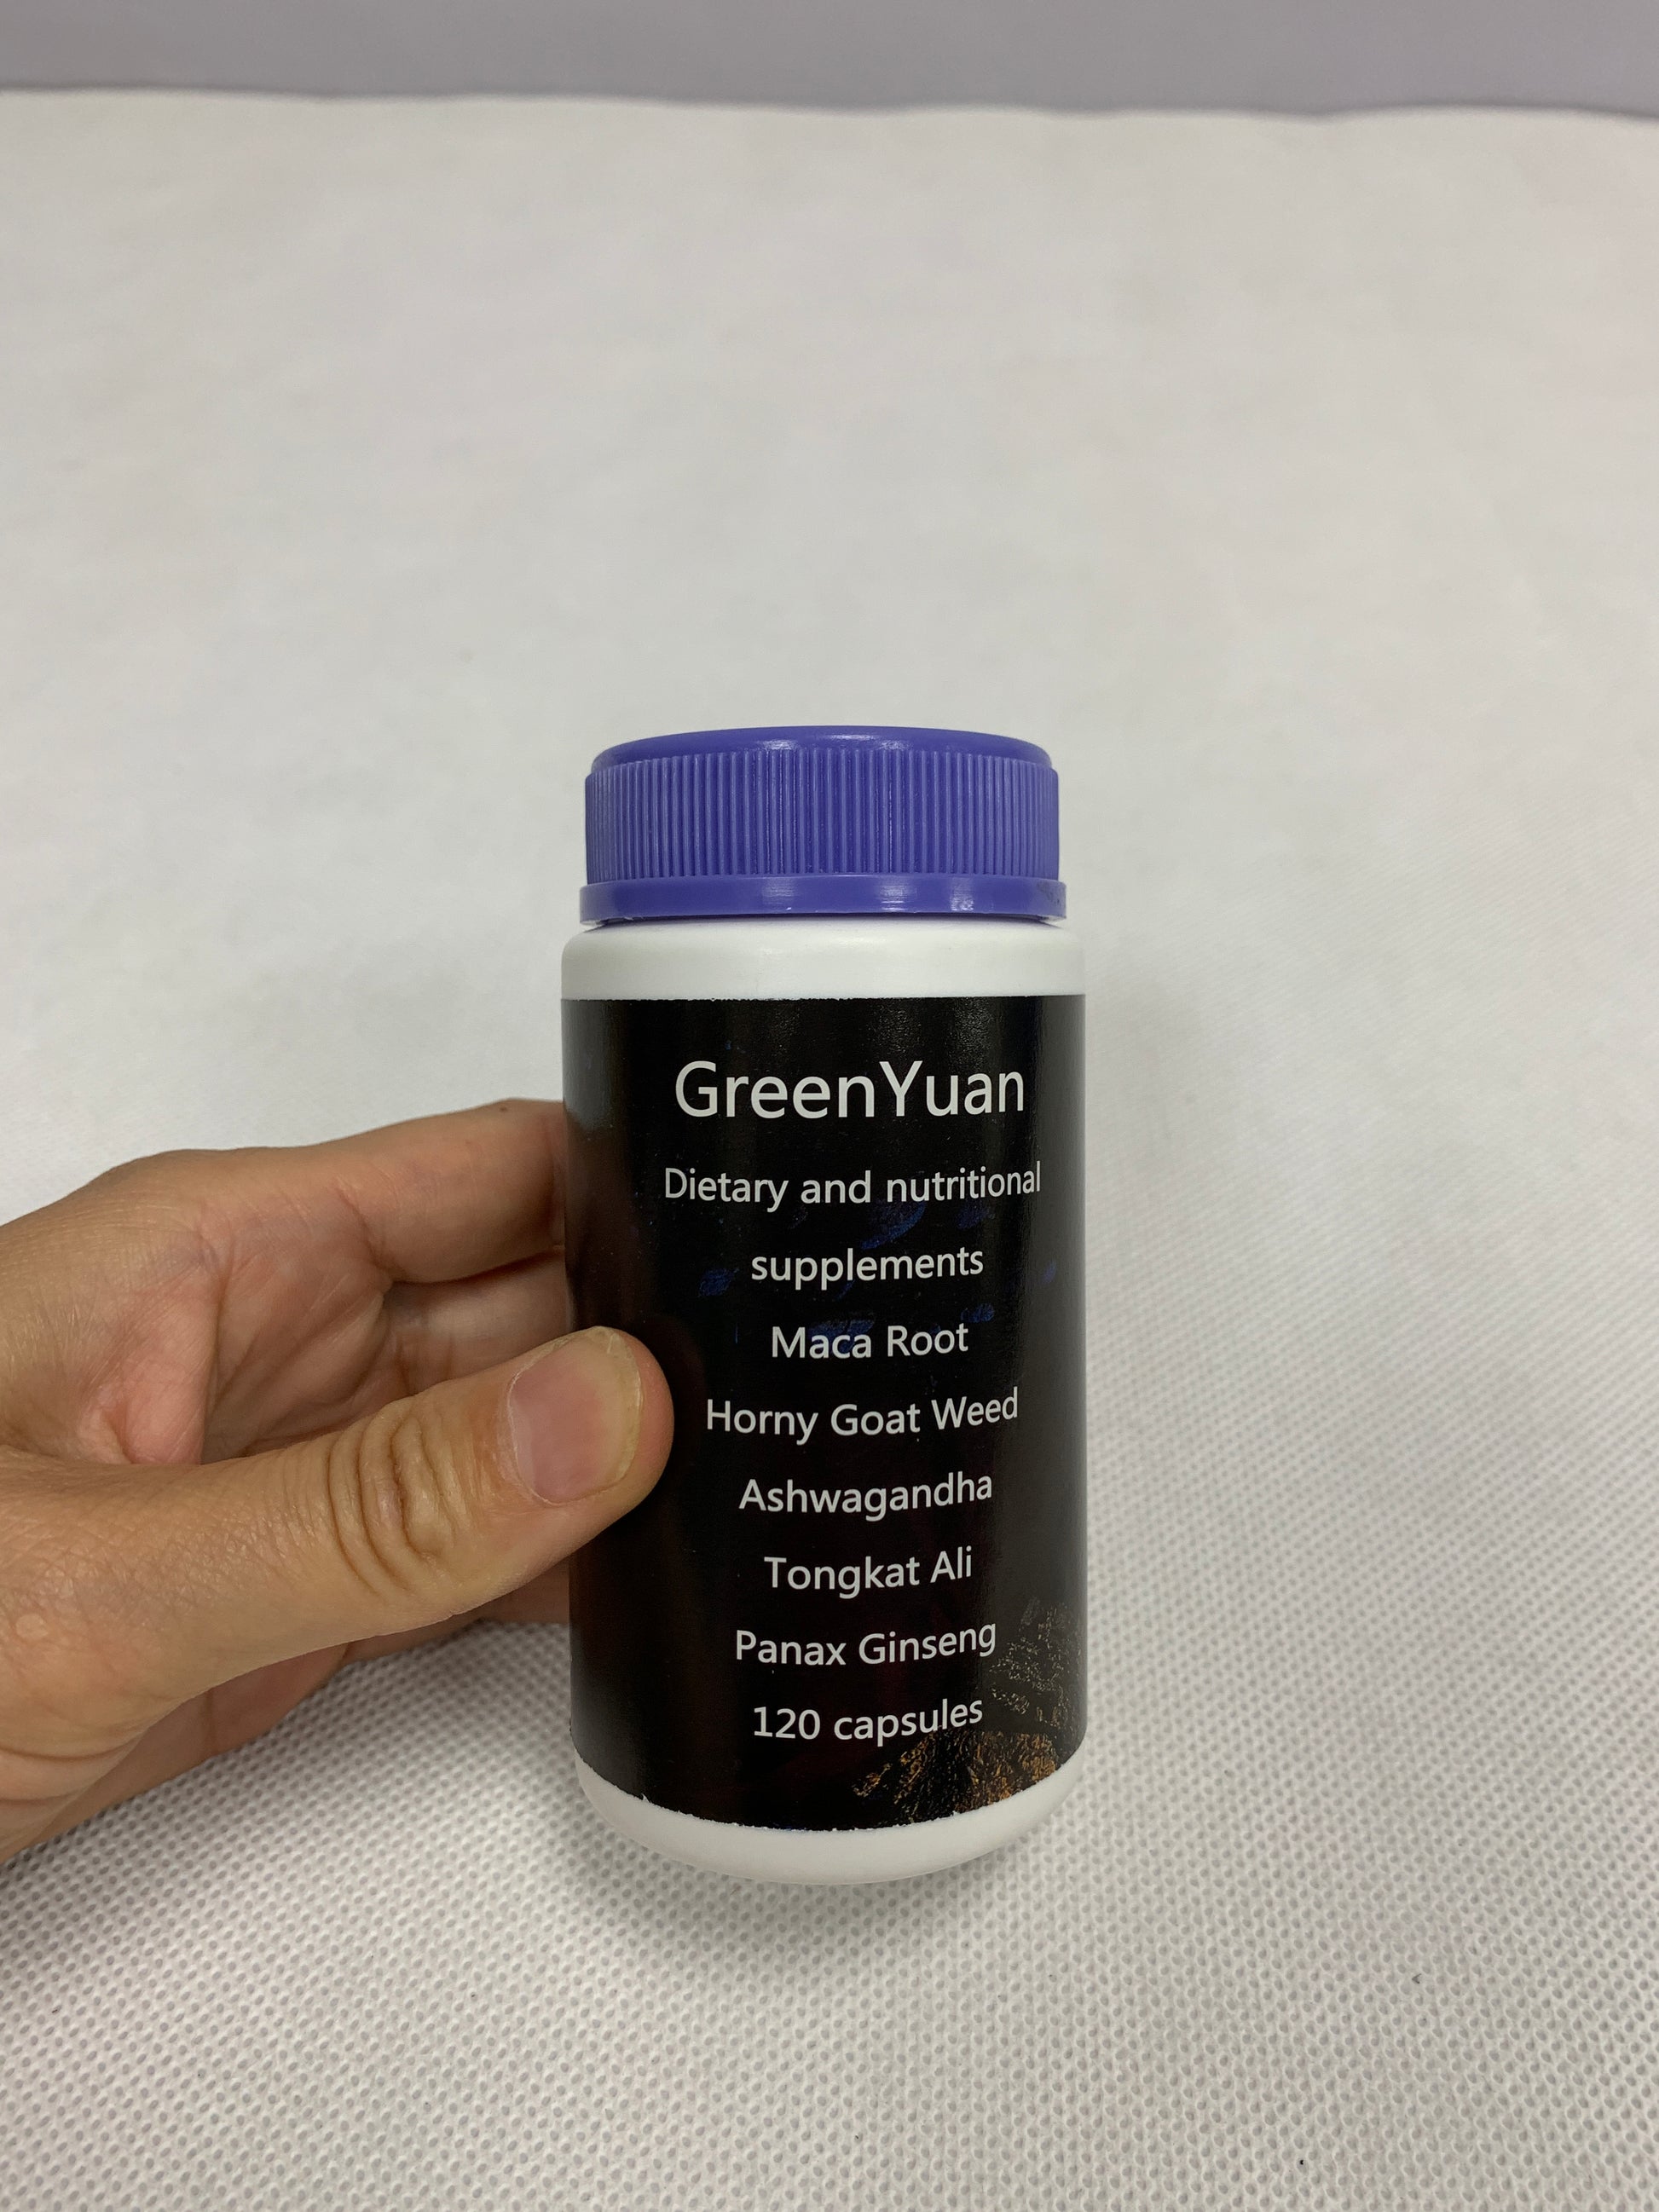 GreenYuan
Dietary and nutritional
supplements
Maca Root
Horny Goat Weed
Ashwagandha
Tongkat Ali
Panax Ginseng
120 capsules